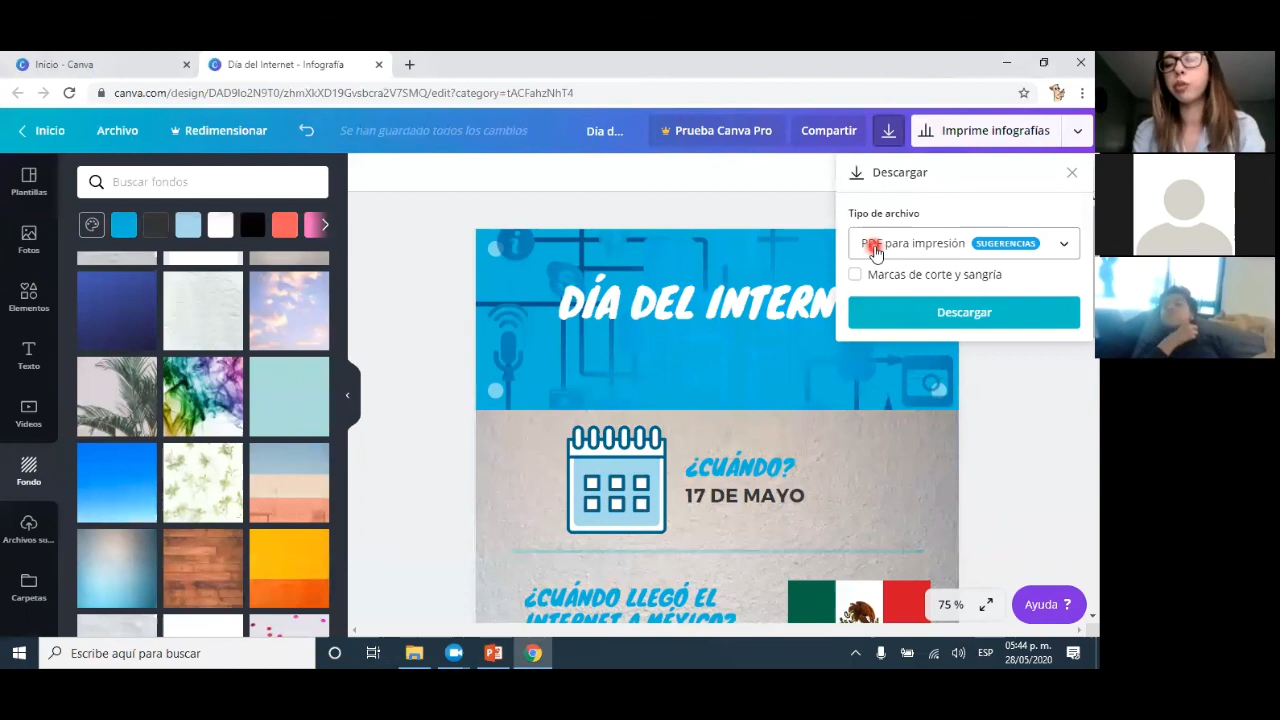 Inicio - Canva
Día del Internet - Infografía
canva.com/design/DAD9Io2N9T0/zhmXkXD19Gvsbcra2V7SMQ/edit?category=tACFahzNhT4
Inicio
Archivo
Redimensionar
Se han guardado todos los cambios
Día d...
Prueba Canva Pro
Compartir
Imprime infografías
Plantillas
Fotos
Elementos
Texto
Videos
Fondo
Archivos su...
Carpetas
Buscar fondos
Descargar
Tipo de archivo
PDF para impresión SUGERENCIAS
Marcas de corte y sangría
Descargar
DÍA DEL INTERN
¿CUÁNDO?
17 DE MAYO
¿CUÁNDO LLEGÓ EL
INTERNET A MÉXICO?
75 %
Ayuda ?
Escribe aquí para buscar
ESP
05:44 p. m.
28/05/2020